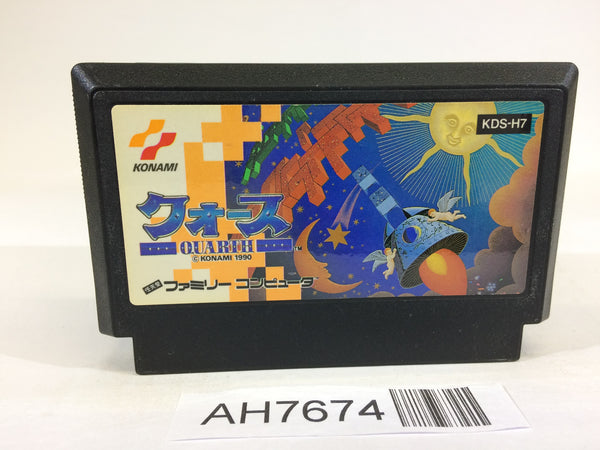 KDS-H7
KONAMI
クォース
QUARTH
TM
© KONAMI 1990
ファミリー コンピュータ
AH7674